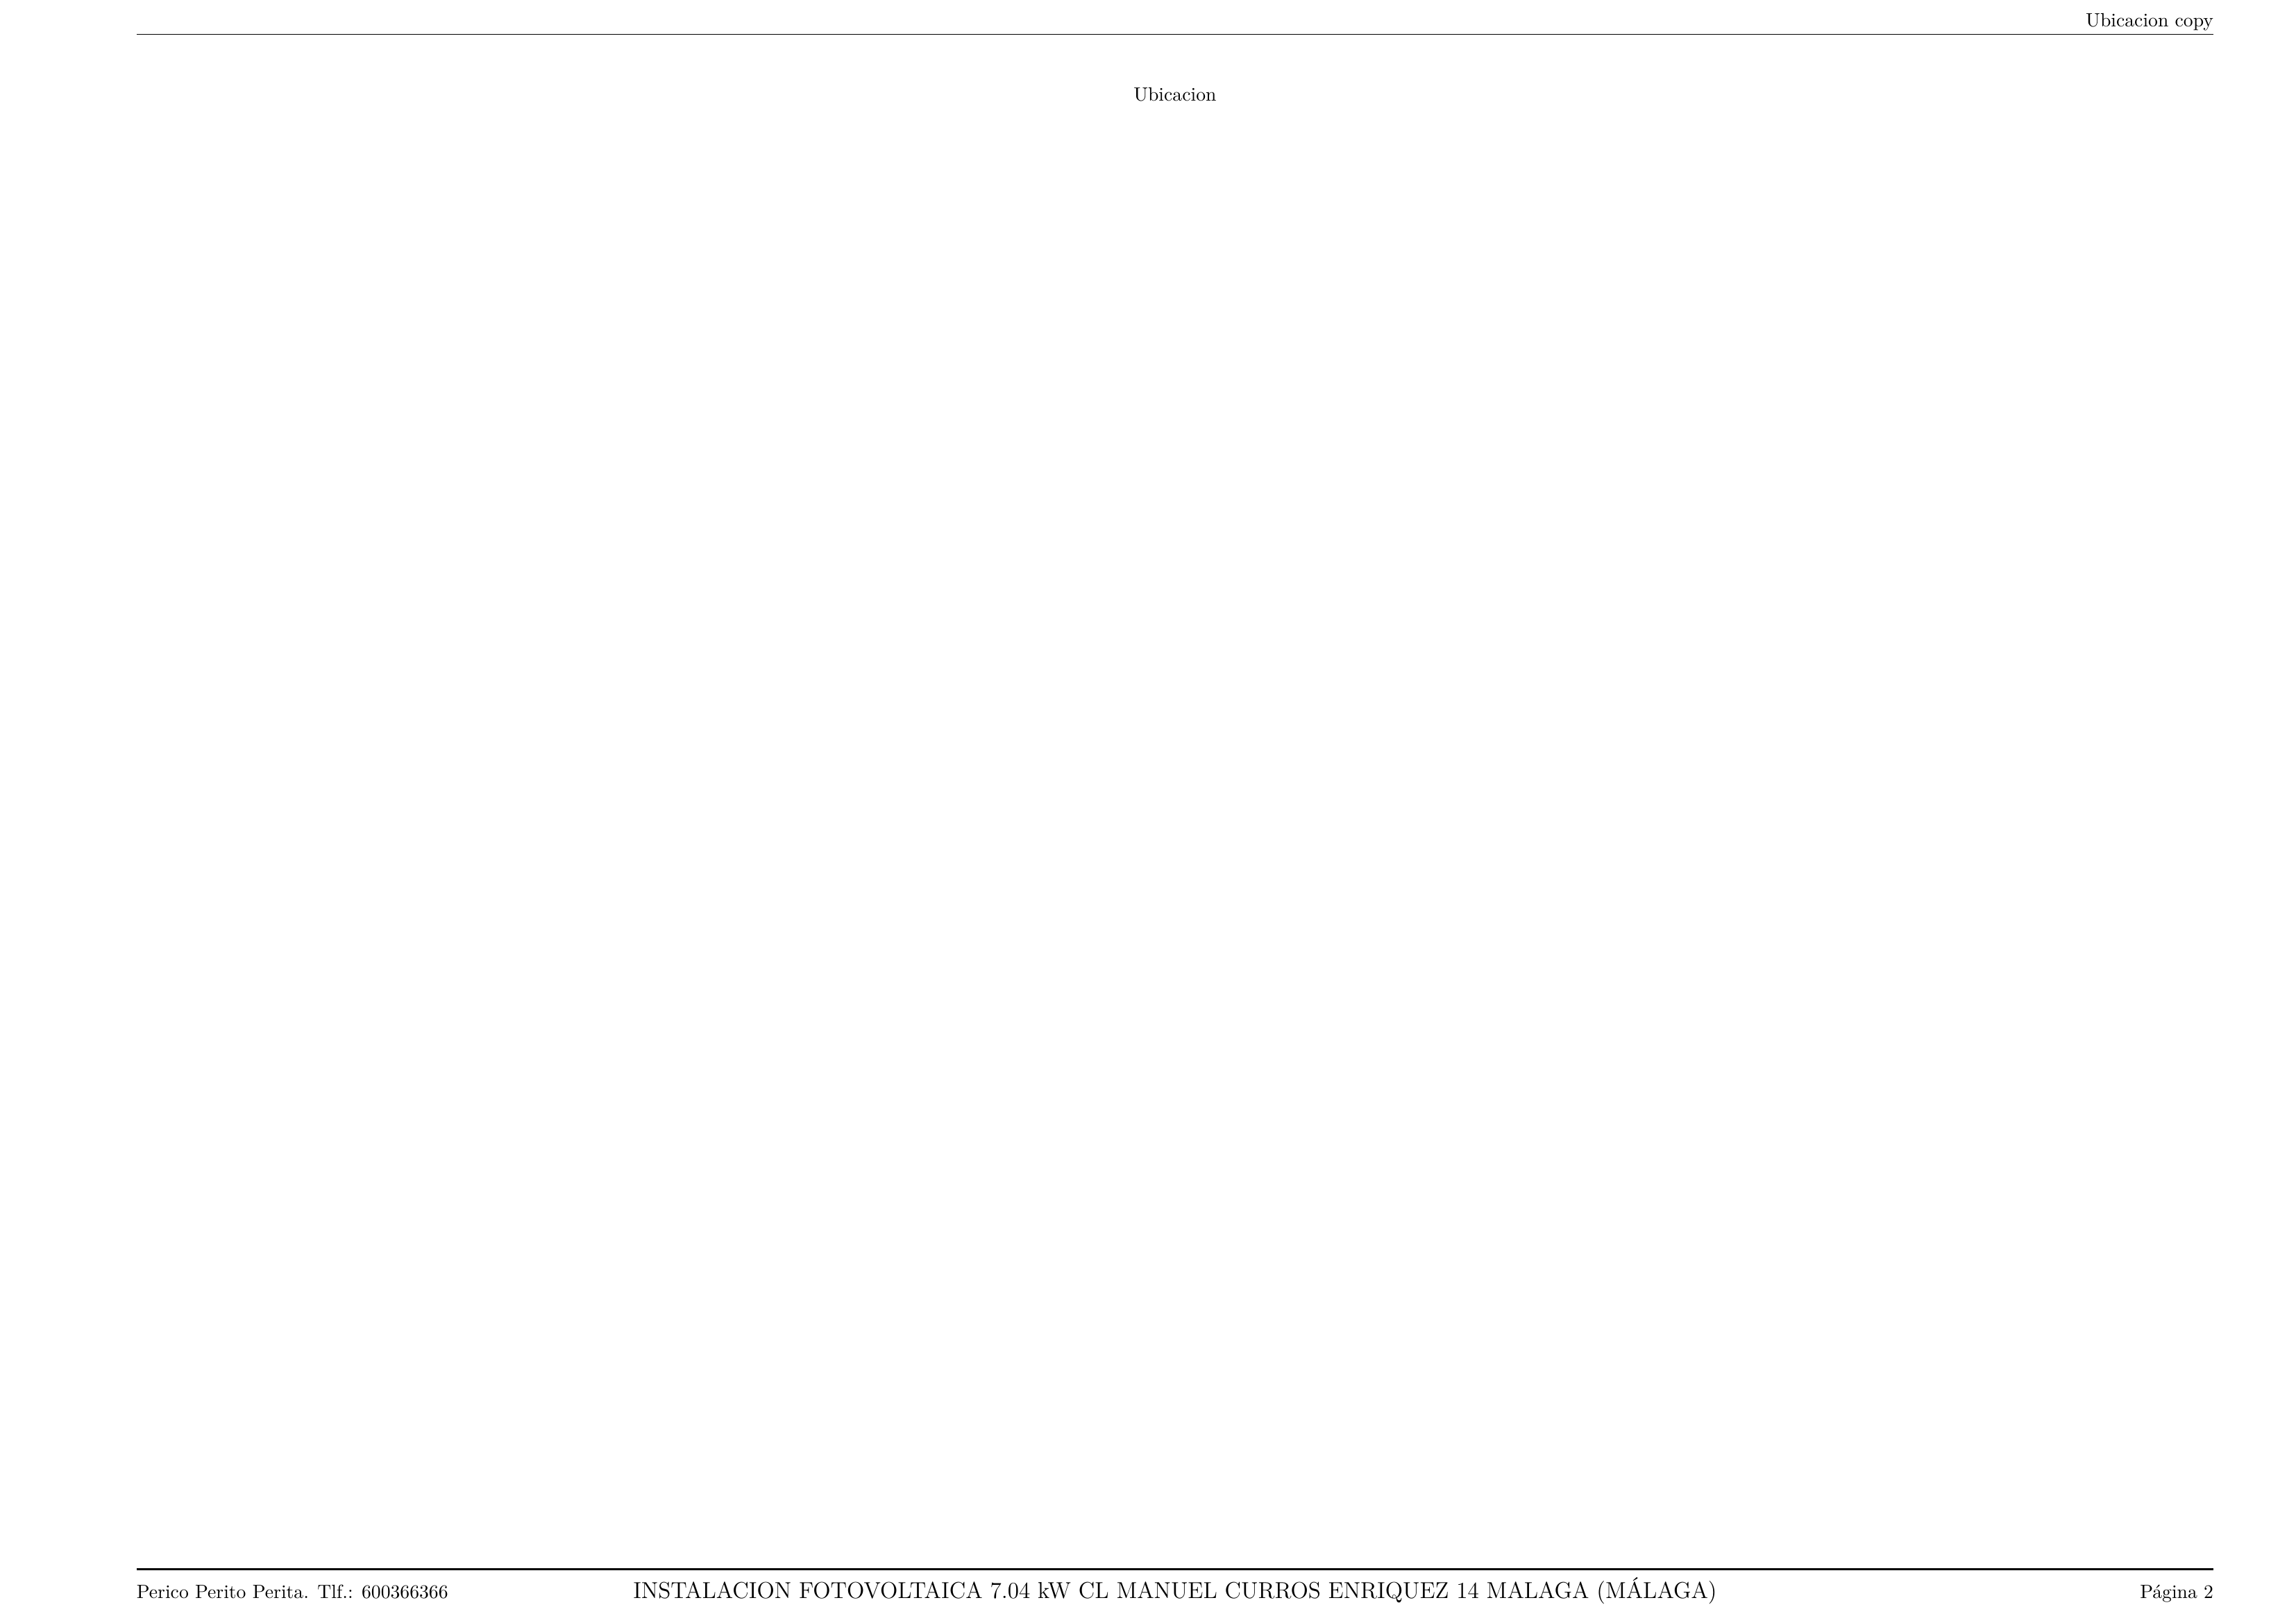 Ubicacion copy
Ubicacion
Perico Perito Perita. Tlf.: 600366366 INSTALACION FOTOVOLTAICA 7.04 kW CL MANUEL CURROS ENRIQUEZ 14 MALAGA (MÁLAGA) Página 2